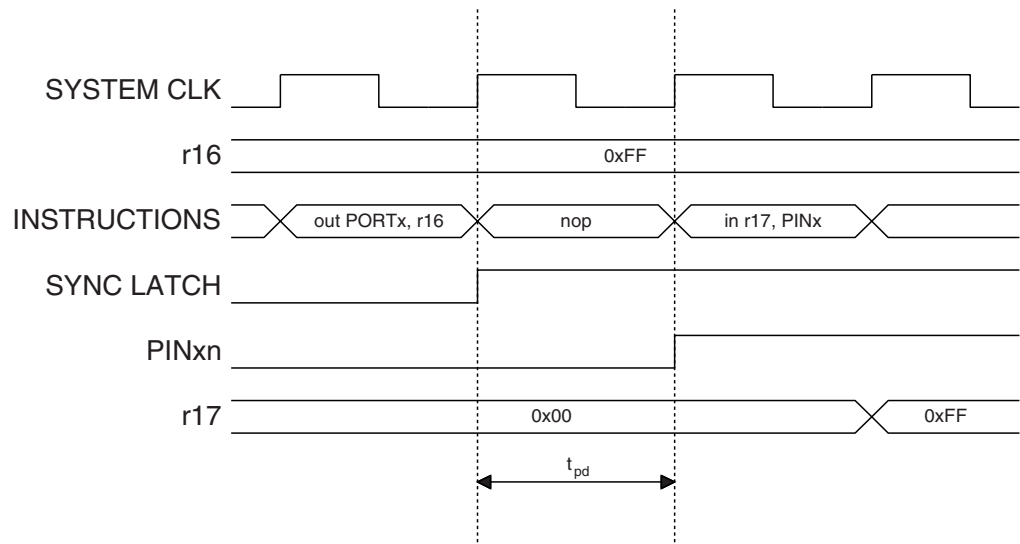 SYSTEM CLK
r16
0xFF
INSTRUCTIONS
out PORTx, r16
nop
in r17, PINx
SYNC LATCH
PINxn
r17
0x00
0xFF
tpd